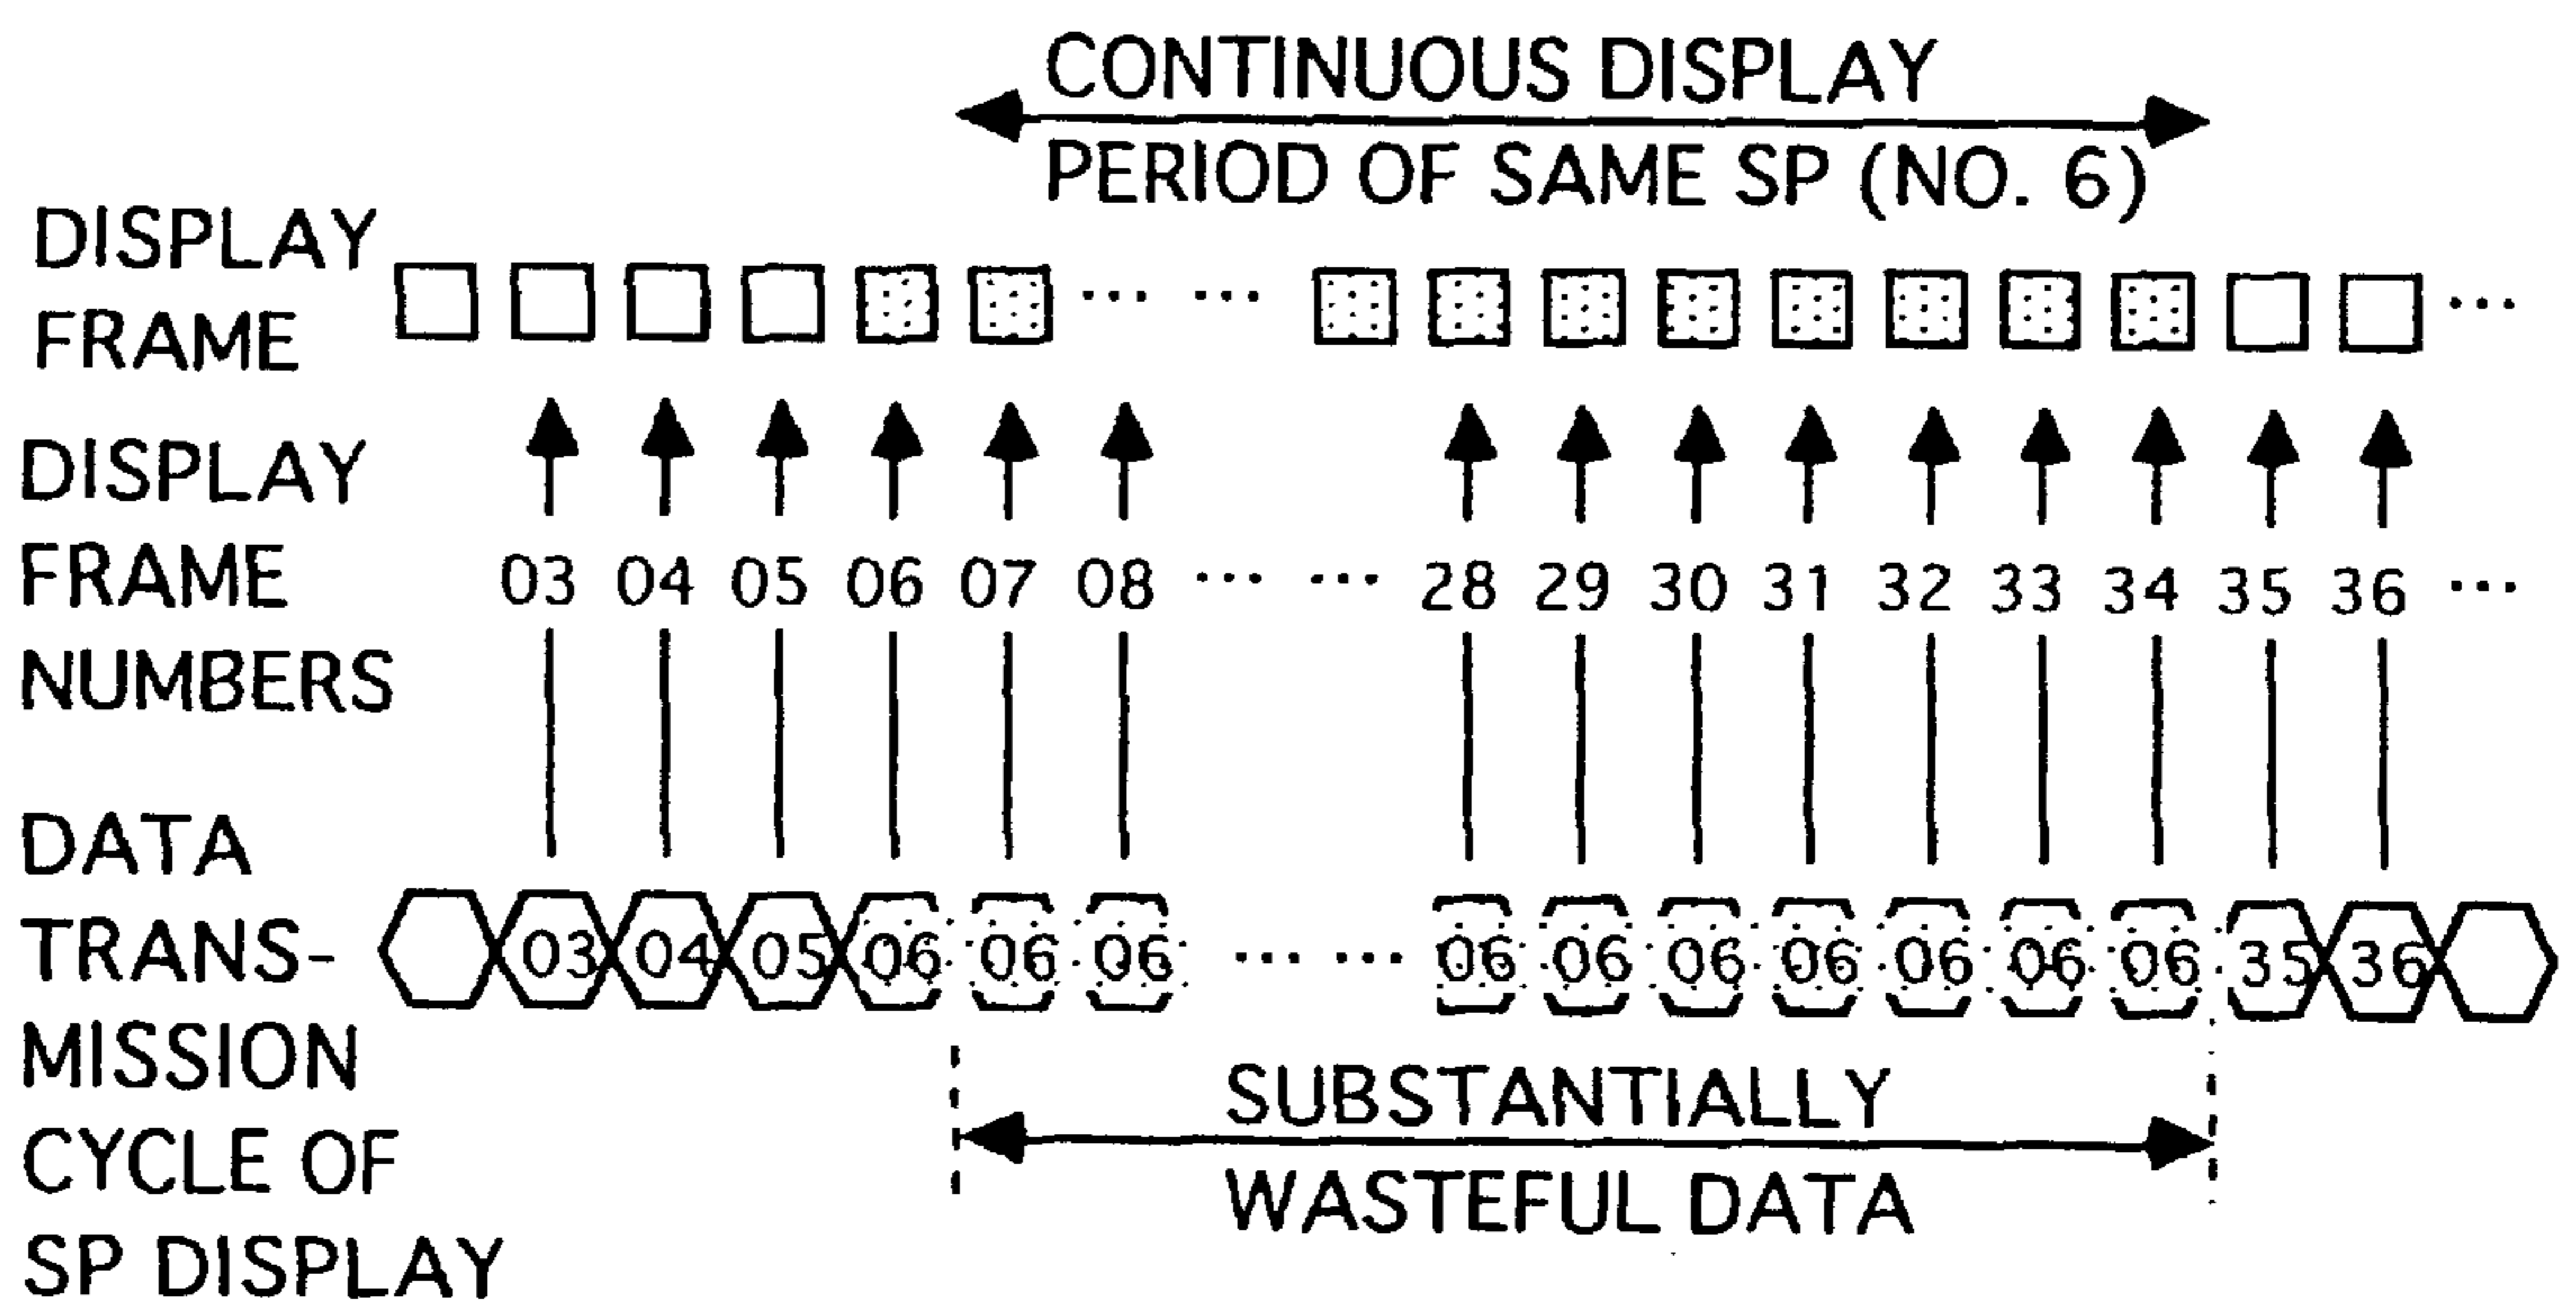 CONTINUOUS DISPLAY
PERIOD OF SAME SP (NO. 6)
DISPLAY
FRAME
... ...
...
DISPLAY
FRAME
NUMBERS
03 04 05 06 07 08 ... ... 28 29 30 31 32 33 34 35 36 ...
DATA
TRANS-
MISSION
CYCLE OF
SP DISPLAY
03 04 05 06 06 06 ... ... 06 06 06 06 06 06 06 35 36
SUBSTANTIALLY
WASTEFUL DATA